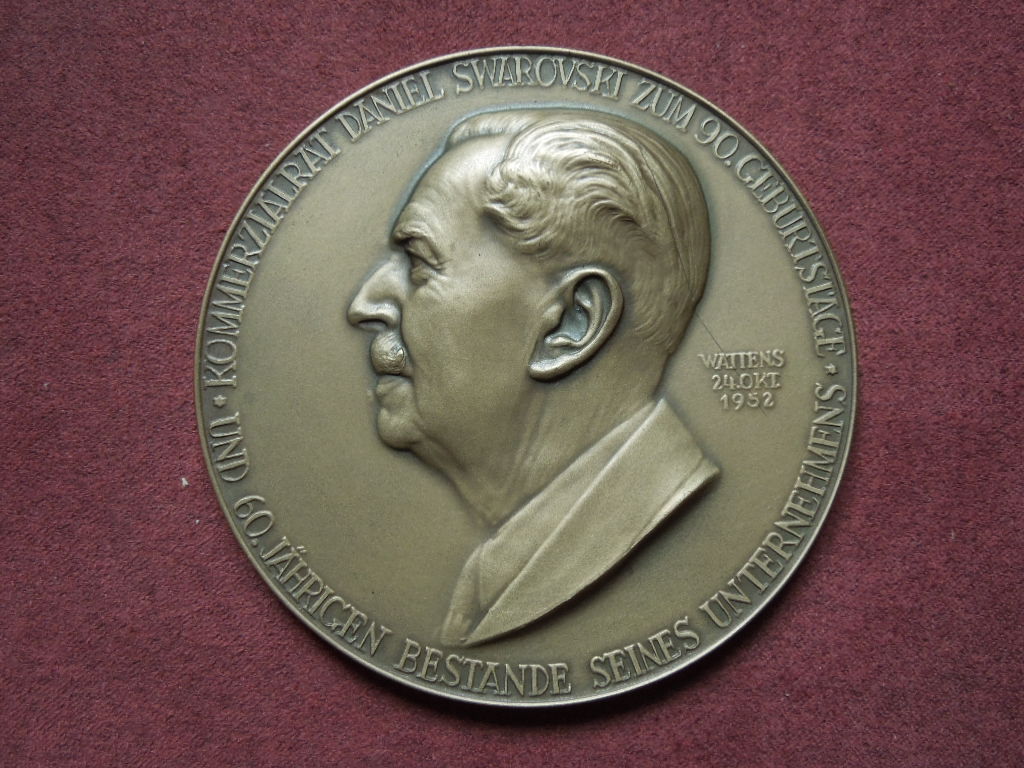 KOMMERZIALRAT DANIEL SWAROVSKI ZUM 90. GEBURTSTAGE *
UND 60. JÄHRIGEN BESTANDE SEINES UNTERNEHMENS *
WATTENS
24.OKT.
1952